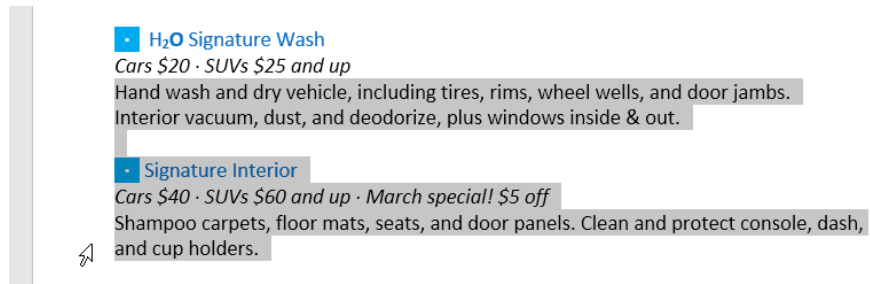 · H₂O Signature Wash
Cars $20 · SUVs $25 and up
Hand wash and dry vehicle, including tires, rims, wheel wells, and door jambs.
Interior vacuum, dust, and deodorize, plus windows inside & out.
· Signature Interior
Cars $40 · SUVs $60 and up · March special! $5 off
Shampoo carpets, floor mats, seats, and door panels. Clean and protect console, dash,
and cup holders.